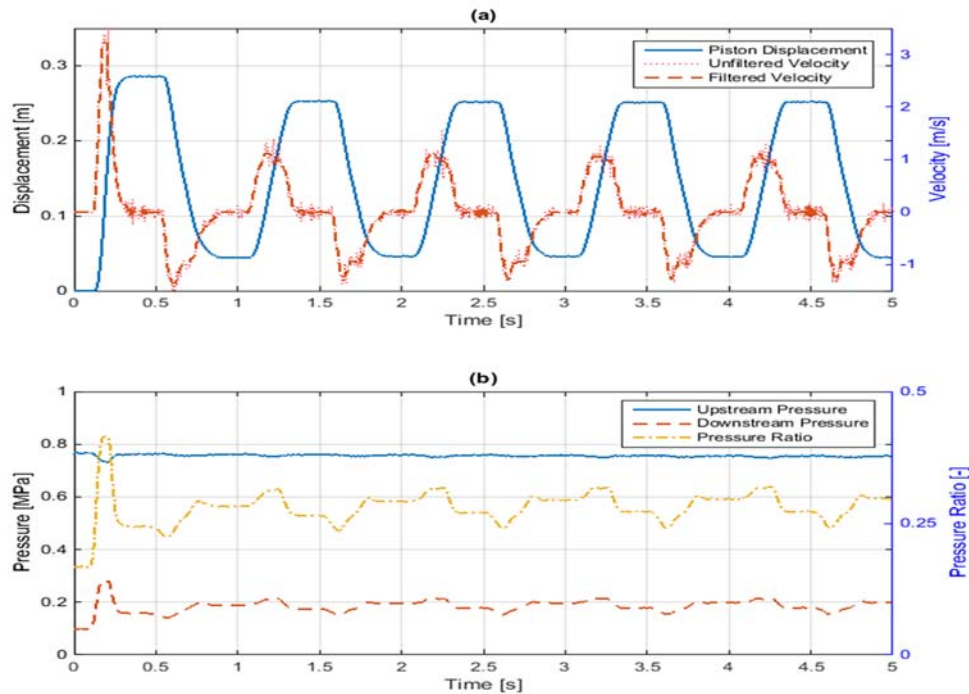 (a)
Displacement [m]
0.3
0.2
0.1
0
Piston Displacement
Unfiltered Velocity
Filtered Velocity
3
2
1
0
-1
Velocity [m/s]
0 0.5 1 1.5 2 2.5 3 3.5 4 4.5 5
Time [s]
(b)
Pressure [MPa]
1
0.8
0.6
0.4
0.2
0
Upstream Pressure
Downstream Pressure
Pressure Ratio
0.5
0.25
0
Pressure Ratio [-]
0 0.5 1 1.5 2 2.5 3 3.5 4 4.5 5
Time [s]